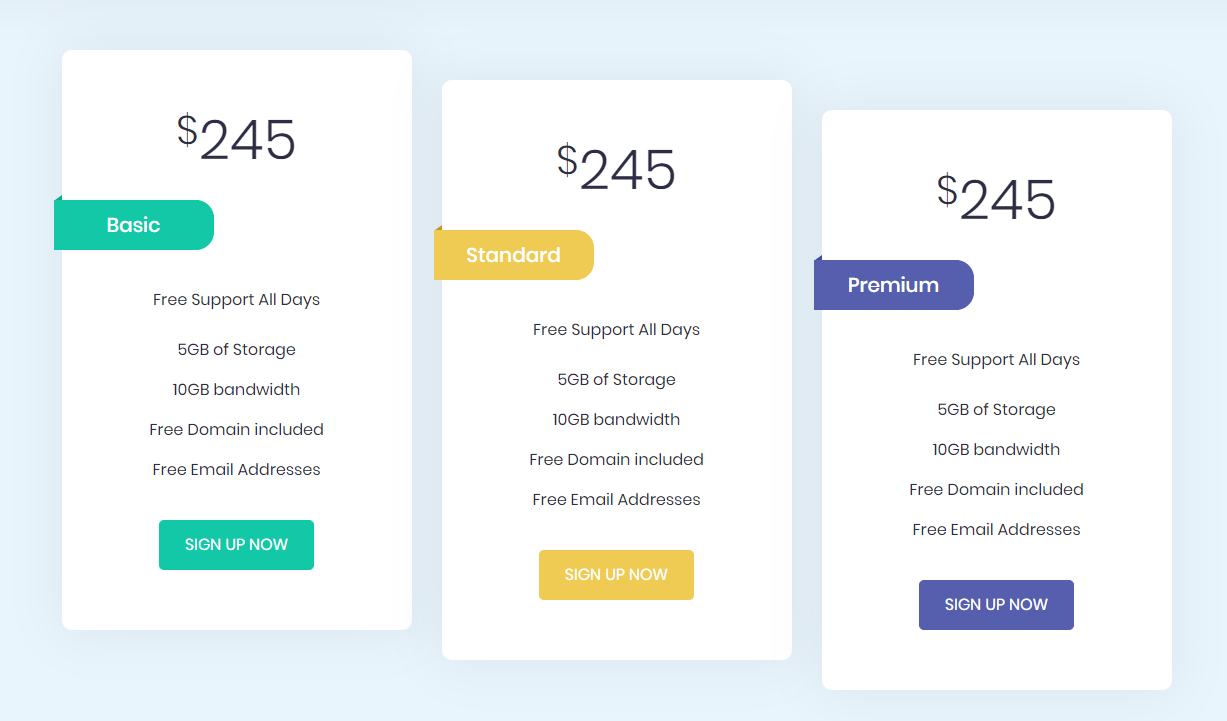 $245
Basic
Free Support All Days
5GB of Storage
10GB bandwidth
Free Domain included
Free Email Addresses
SIGN UP NOW
$245
Standard
Free Support All Days
5GB of Storage
10GB bandwidth
Free Domain included
Free Email Addresses
SIGN UP NOW
$245
Premium
Free Support All Days
5GB of Storage
10GB bandwidth
Free Domain included
Free Email Addresses
SIGN UP NOW